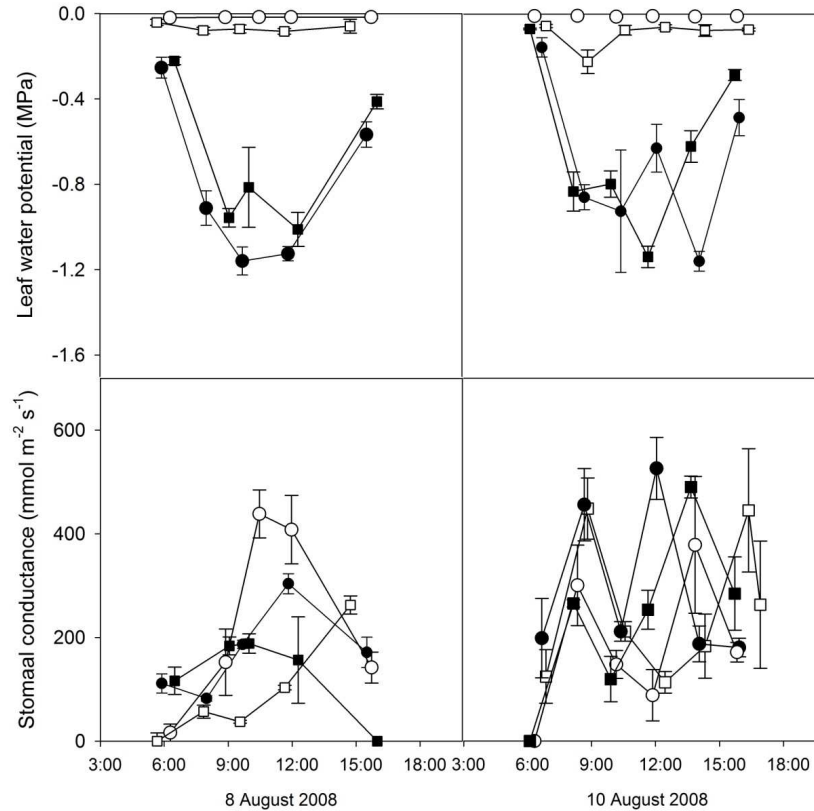 0.0
-0.4
-0.8
-1.2
-1.6
Leaf water potential (MPa)
600
400
200
0
Stomaal conductance (mmol m⁻² s⁻¹)
3:00 6:00 9:00 12:00 15:00 18:00 3:00 6:00 9:00 12:00 15:00 18:00
8 August 2008 10 August 2008